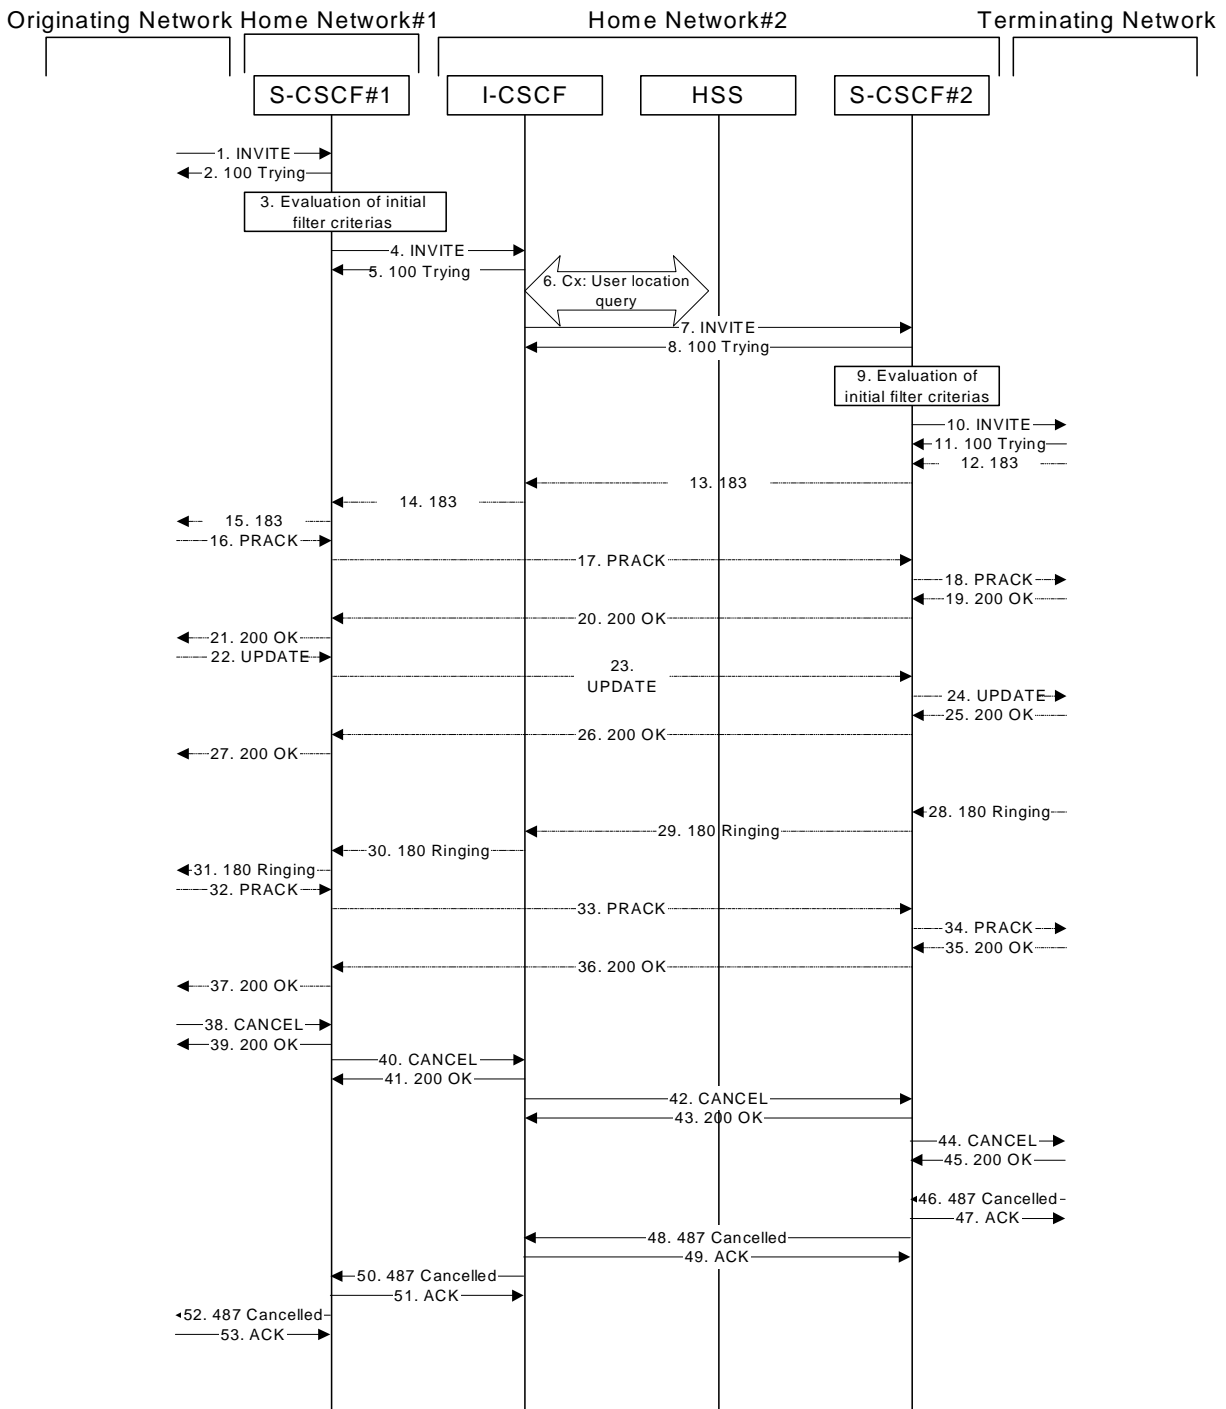 Originating Network Home Network#1 Home Network#2 Terminating Network
S-CSCF#1 I-CSCF HSS S-CSCF#2
1. INVITE
2. 100 Trying
3. Evaluation of initial
filter criterias
4. INVITE
5. 100 Trying
6. Cx: User location
query
7. INVITE
8. 100 Trying
9. Evaluation of
initial filter criterias
10. INVITE
11. 100 Trying
12. 183
13. 183
14. 183
15. 183
16. PRACK
17. PRACK
18. PRACK
19. 200 OK
20. 200 OK
21. 200 OK
22. UPDATE
23.
UPDATE
24. UPDATE
25. 200 OK
26. 200 OK
27. 200 OK
28. 180 Ringing
29. 180 Ringing
30. 180 Ringing
31. 180 Ringing
32. PRACK
33. PRACK
34. PRACK
35. 200 OK
36. 200 OK
37. 200 OK
38. CANCEL
39. 200 OK
40. CANCEL
41. 200 OK
42. CANCEL
43. 200 OK
44. CANCEL
45. 200 OK
46. 487 Cancelled
47. ACK
48. 487 Cancelled
49. ACK
50. 487 Cancelled
51. ACK
52. 487 Cancelled
53. ACK